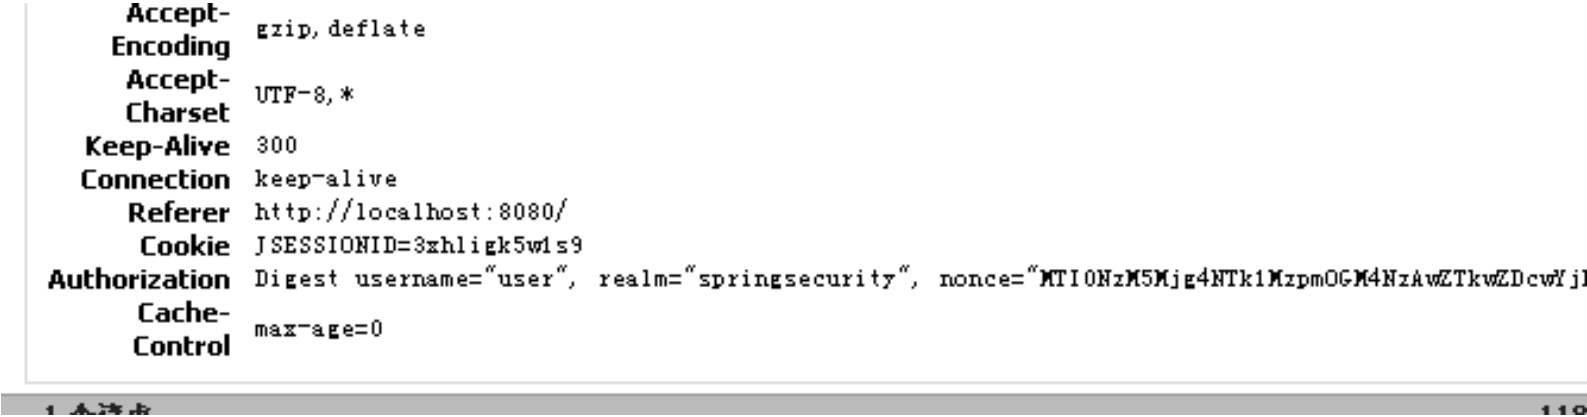 Accept-Encoding gzip,deflate
Accept-Charset UTF-8,*
Keep-Alive 300
Connection keep-alive
Referer http://localhost:8080/
Cookie JSESSIONID=3xhligk5w1s9
Authorization Digest username="user", realm="springsecurity", nonce="MTI0NzM5Mjg4NTk1MzpmOGM4NzAwZTkwZDcwYj
Cache-Control max-age=0